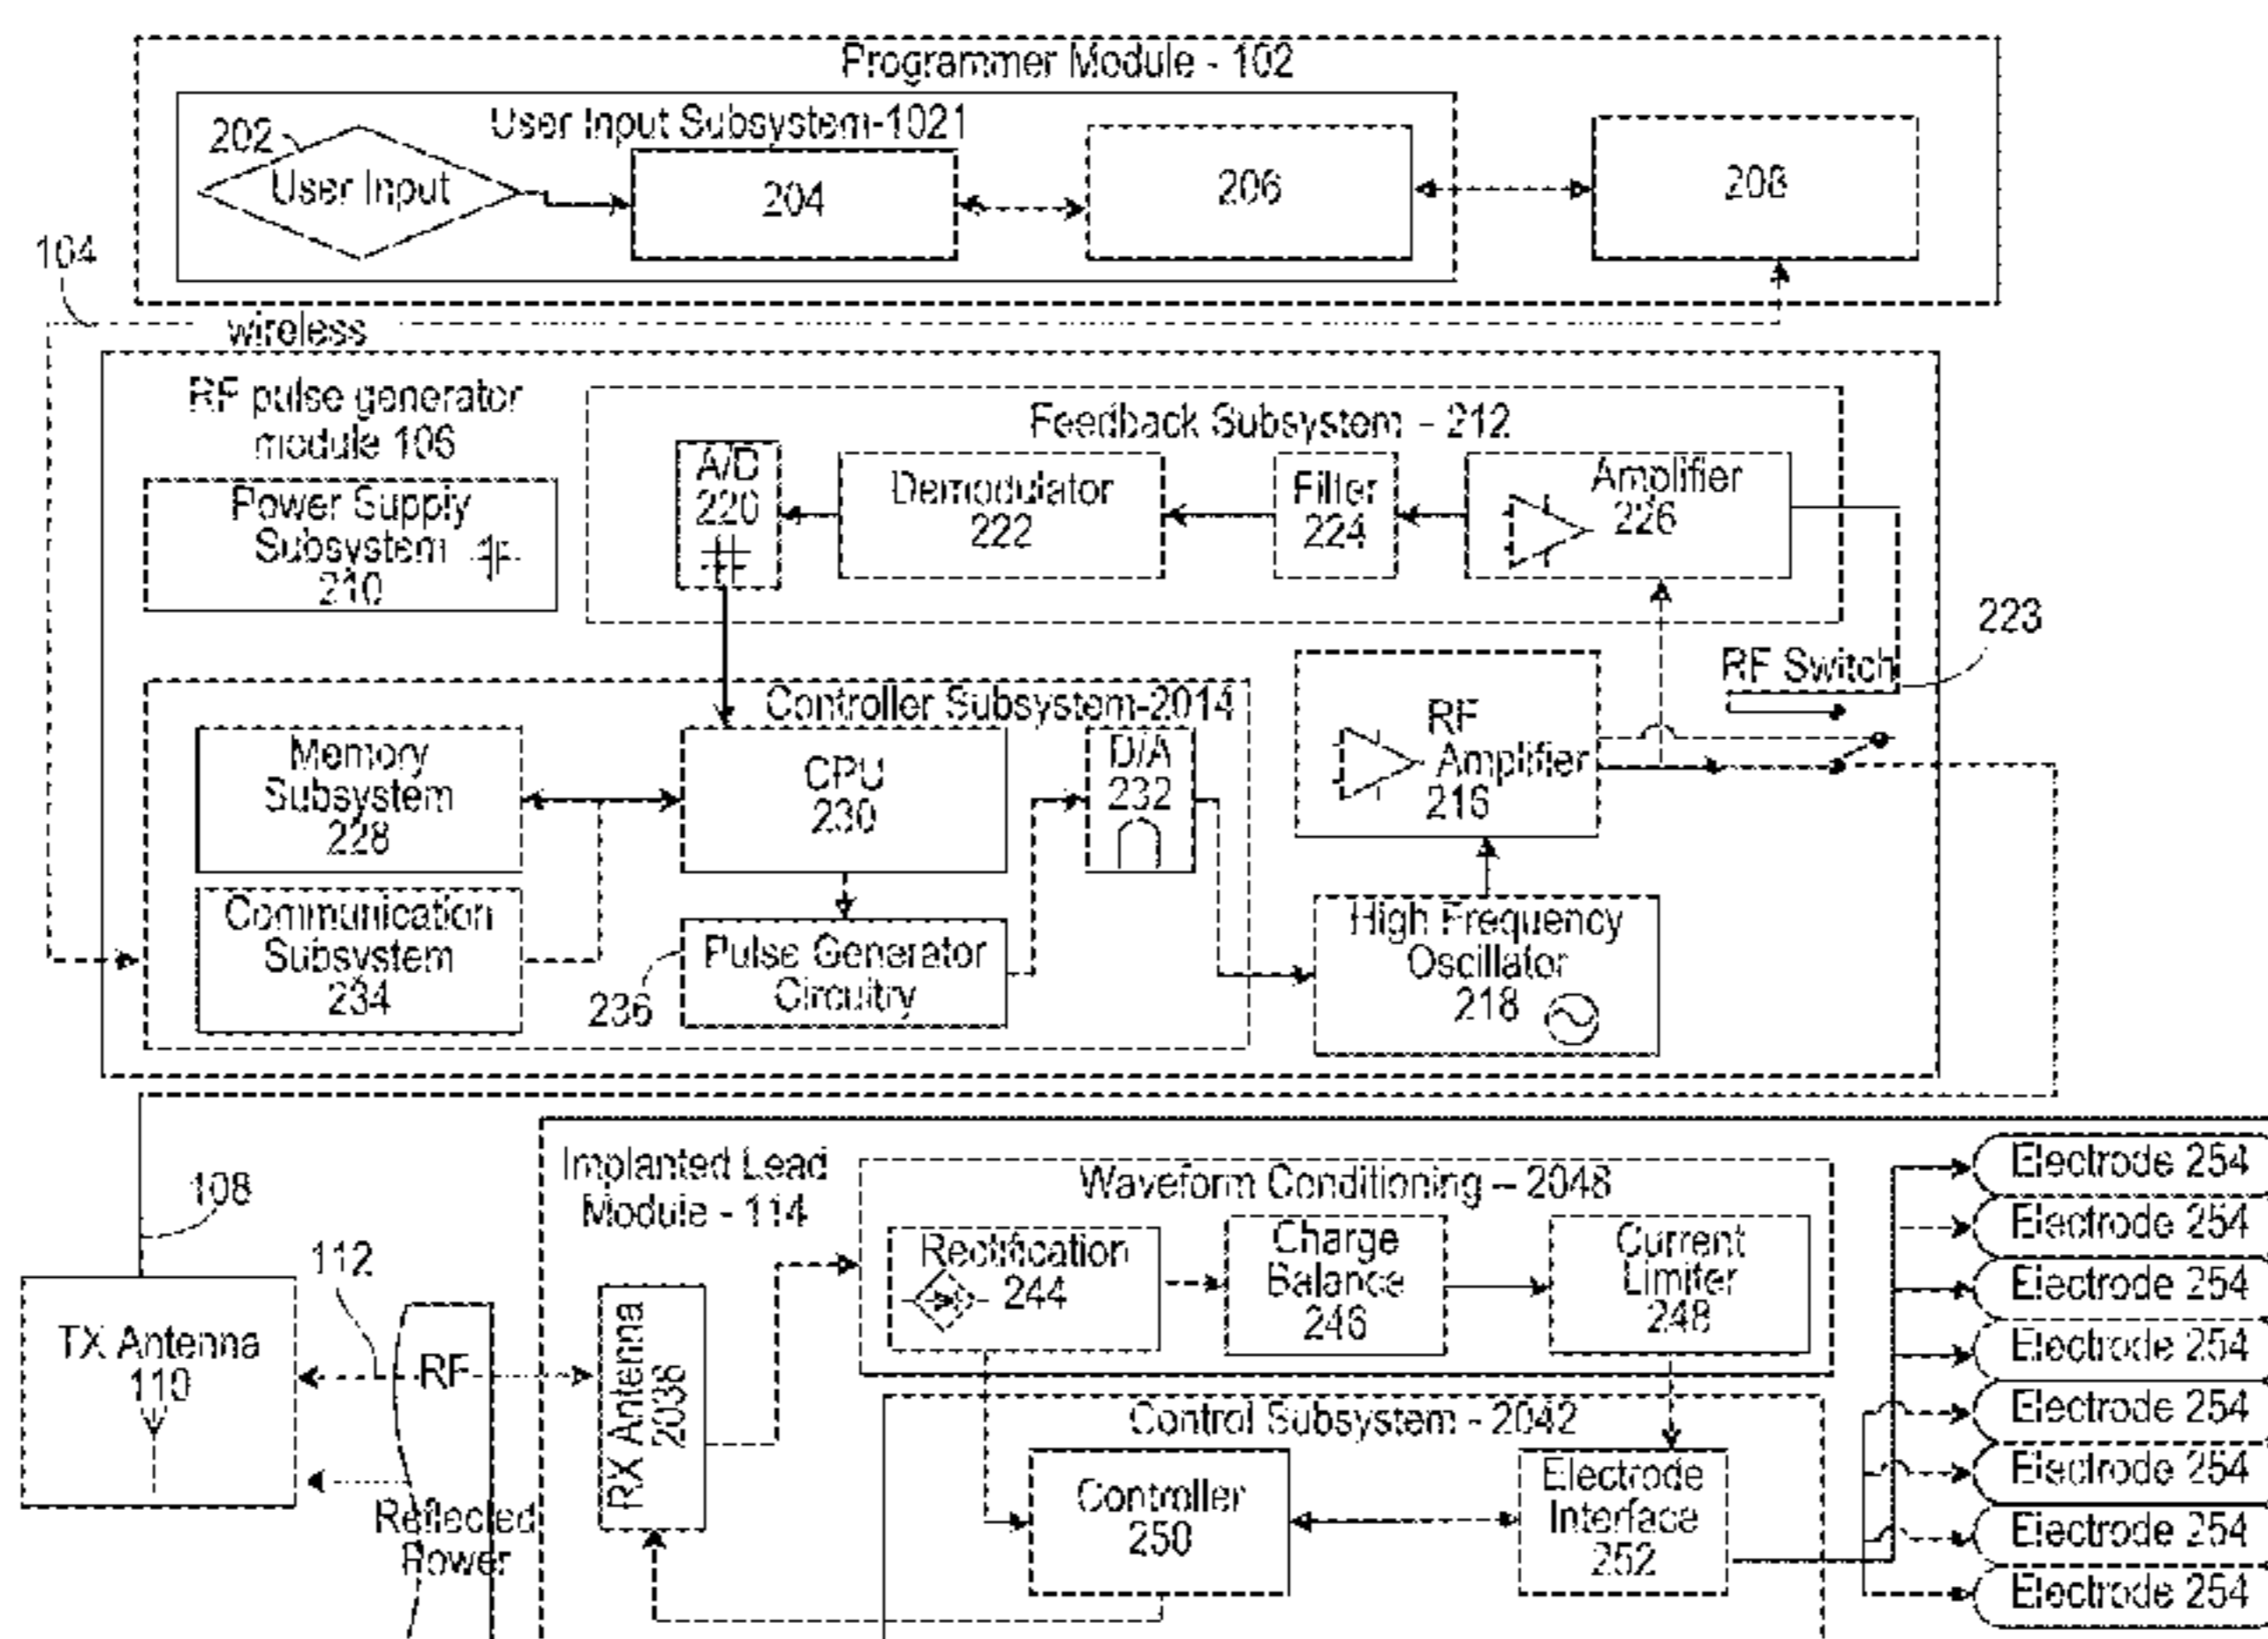 Programmer Module - 102
User Input Subsystem-1021
202
User Input
204
206
208
104
wireless
RF pulse generator
module 106
Feedback Subsystem - 212
Power Supply
Subsystem
210
A/D
220
Demodulator
222
Filter
224
Amplifier
226
223
RF Switch
Controller Subsystem-2014
Memory
Subsystem
228
CPU
230
D/A
232
RF
Amplifier
216
Communication
Subsystem
234
236
Pulse Generator
Circuitry
High Frequency
Oscillator
218
108
112
TX Antenna
110
RF
Reflected
Power
Implanted Lead
Module - 114
RX Antenna
2038
Waveform Conditioning - 2048
Rectification
244
Charge
Balance
246
Current
Limiter
248
Control Subsystem - 2042
Controller
250
Electrode
Interface
252
Electrode 254
Electrode 254
Electrode 254
Electrode 254
Electrode 254
Electrode 254
Electrode 254
Electrode 254